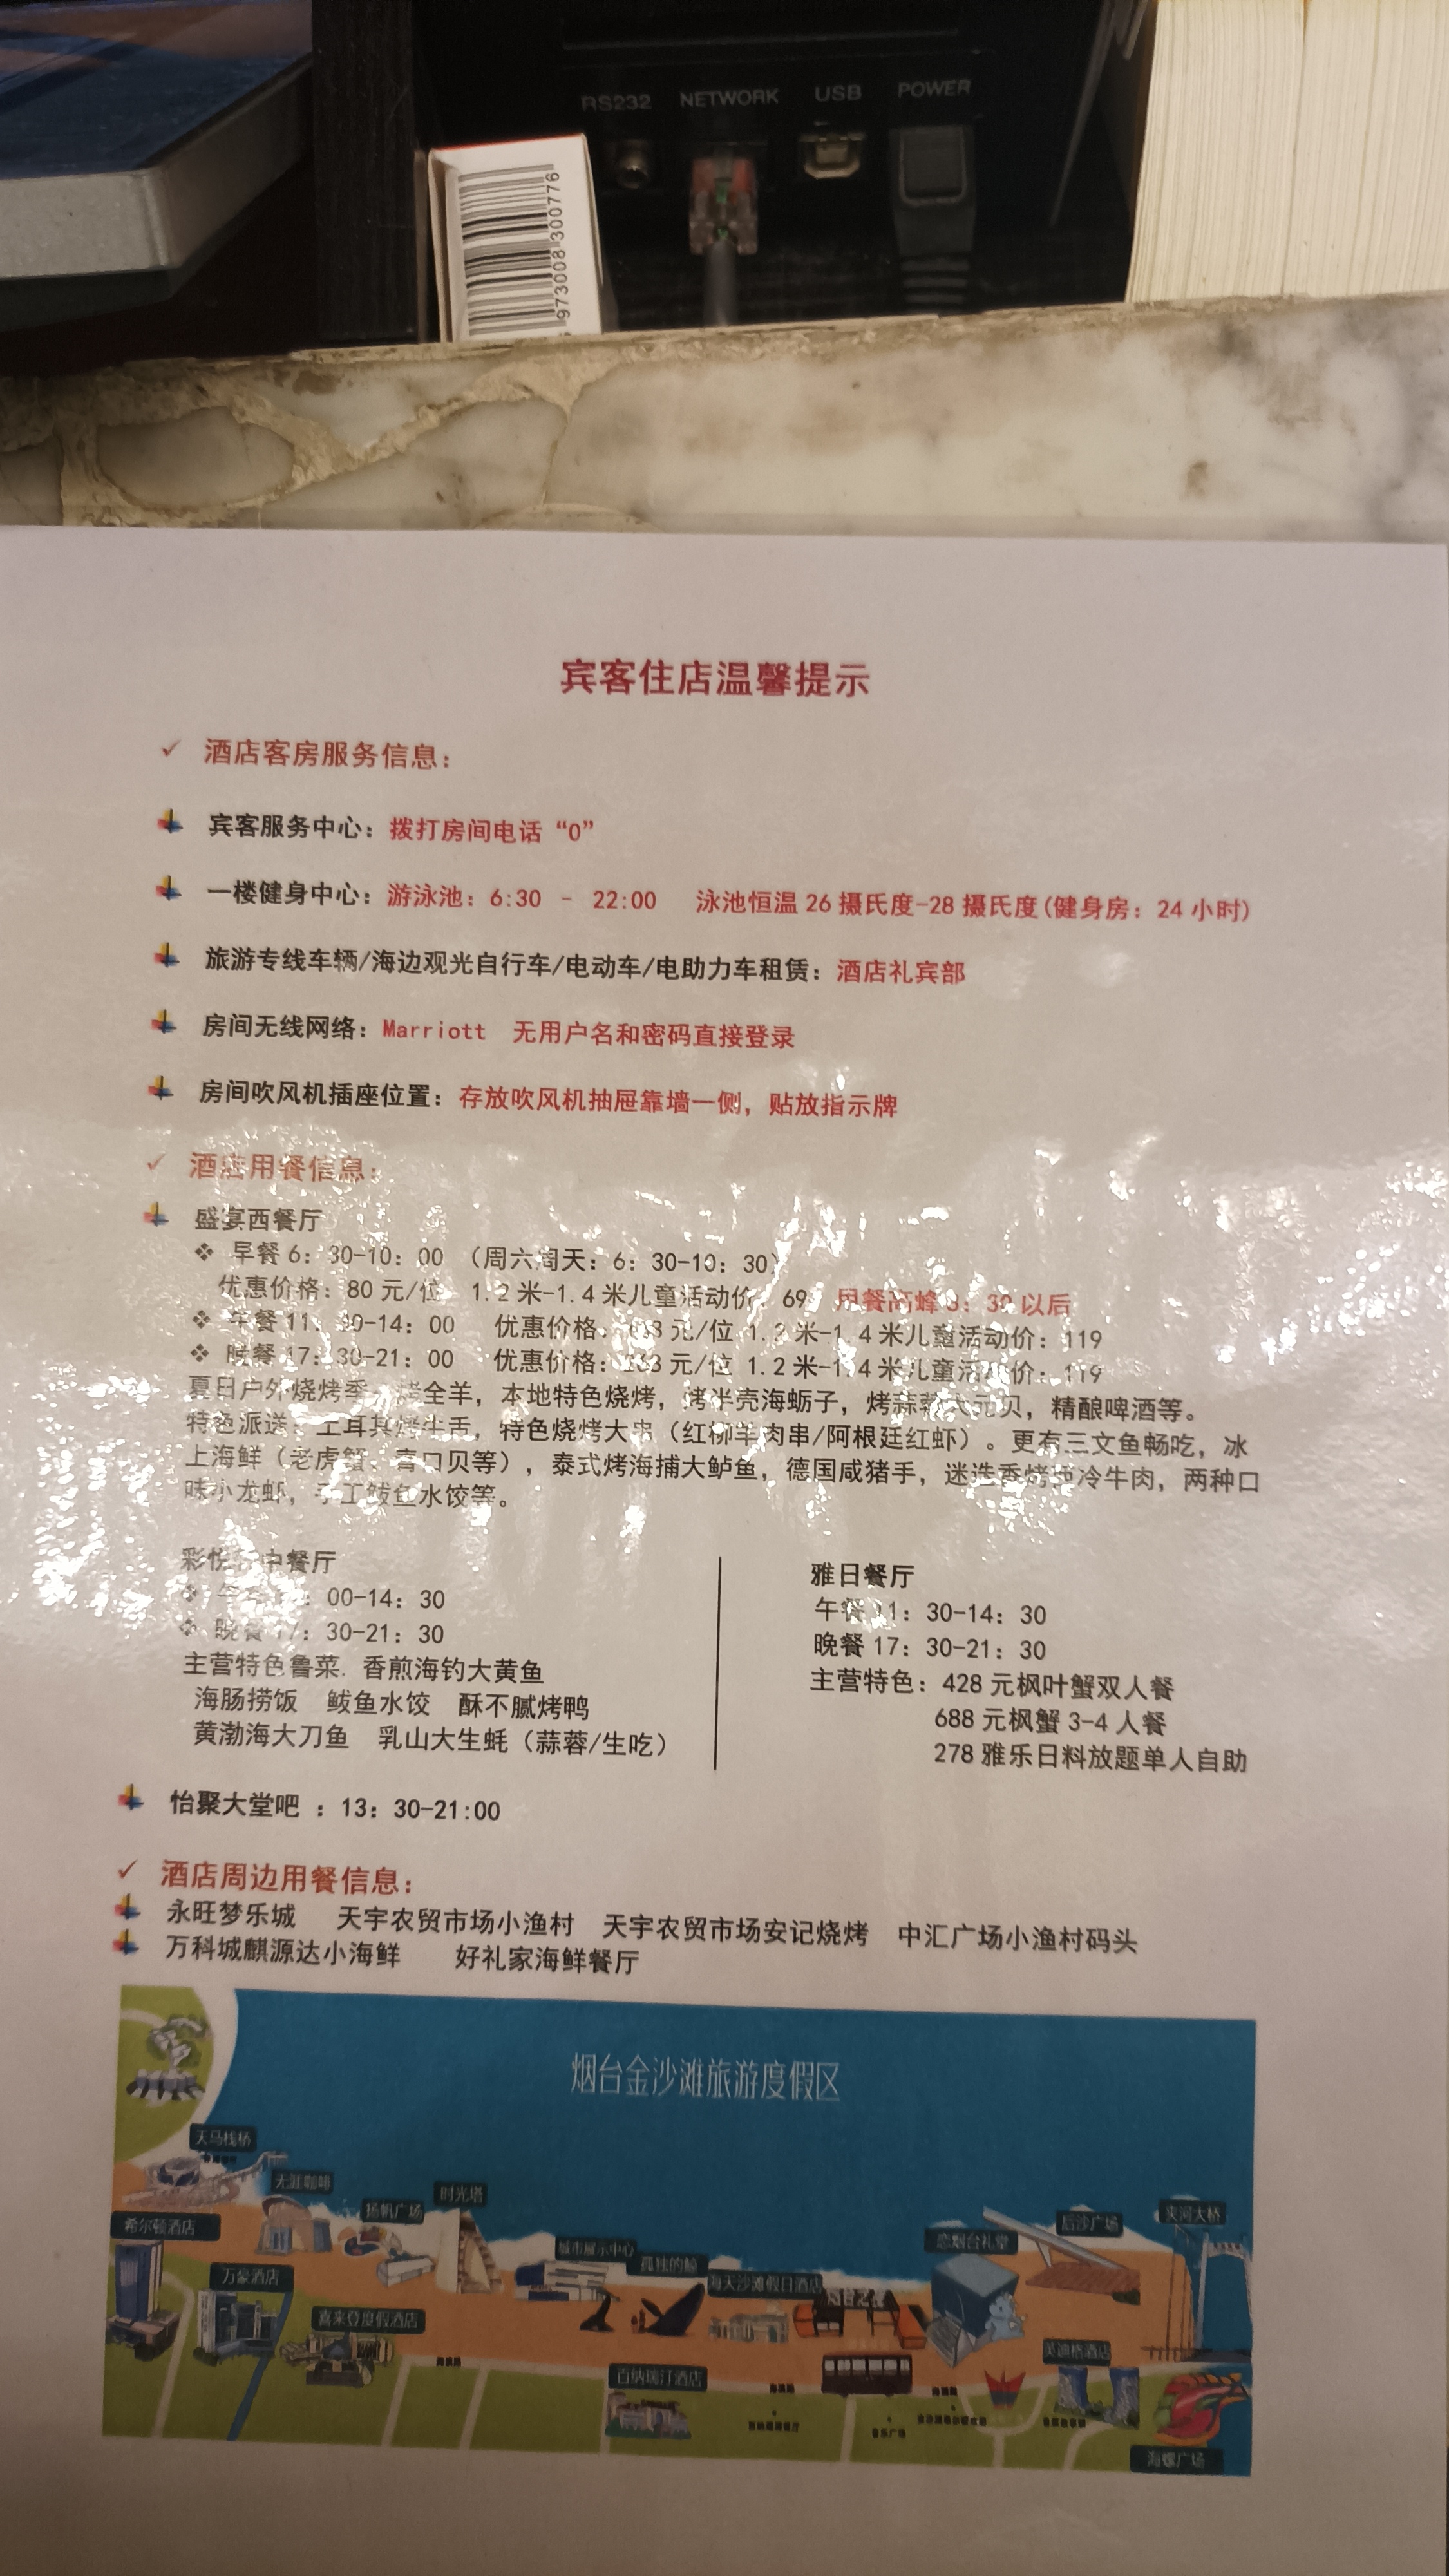 RS232 NETWORK USB POWER
973008 300776
宾客住店温馨提示
酒店客房服务信息:
宾客服务中心: 拨打房间电话“0”
一楼健身中心: 游泳池: 6:30 - 22:00 泳池恒温 26 摄氏度-28 摄氏度(健身房: 24 小时)
旅游专线车辆/海边观光自行车/电动车/电助力车租赁: 酒店礼宾部
房间无线网络: Marriott 无用户名和密码直接登录
房间吹风机插座位置: 存放吹风机抽屉靠墙一侧, 贴放指示牌
酒店用餐信息:
盛宴西餐厅
早餐 6: 30-10: 00 (周六周天: 6: 30-10: 30)
优惠价格: 80 元/位 1.2 米-1.4 米儿童活动价: 69 用餐高峰 : 30 以后
午餐 11: 30-14: 00 优惠价格: 元/位 1.2 米-1.4 米儿童活动价: 119
晚餐 17: 30-21: 00 优惠价格: 元/位 1.2 米-1.4 米儿童活动价: 119
夏日户外烧烤季, 烤全羊, 本地特色烧烤, 烤半壳海蛎子, 烤蒜蓉 元贝, 精酿啤酒等。
特色派送: 土耳其烤牛舌, 特色烧烤大串 (红柳羊肉串/阿根廷红虾) 。更有三文鱼畅吃, 冰
上海鲜 (老虎蟹、 口贝等) , 泰式烤海捕大鲈鱼, 德国咸猪手, 迷迭香烤 冷牛肉, 两种口
味小龙虾, 手工鲅鱼水饺等。
彩悦 中餐厅
午餐 : 00-14: 30
晚餐 17: 30-21: 30
主营特色鲁菜. 香煎海钓大黄鱼
海肠捞饭 鲅鱼水饺 酥不腻烤鸭
黄渤海大刀鱼 乳山大生蚝 (蒜蓉/生吃)
雅日餐厅
午餐 11: 30-14: 30
晚餐 17: 30-21: 30
主营特色: 428 元枫叶蟹双人餐
688 元枫蟹 3-4 人餐
278 雅乐日料放题单人自助
怡聚大堂吧 : 13: 30-21:00
酒店周边用餐信息:
永旺梦乐城 天宇农贸市场小渔村 天宇农贸市场安记烧烤 中汇广场小渔村码头
万科城麒源达小海鲜 好礼家海鲜餐厅
烟台金沙滩旅游度假区
天马栈桥
天涯咖啡
扬帆广场
时光塔
希尔顿酒店
万豪酒店
喜来登度假酒店
城市展示中心
孤独的鲸
海天沙滩假日酒店
恋烟台礼堂
后沙广场
夹河大桥
百纳瑞汀酒店
英迪格酒店
海螺广场